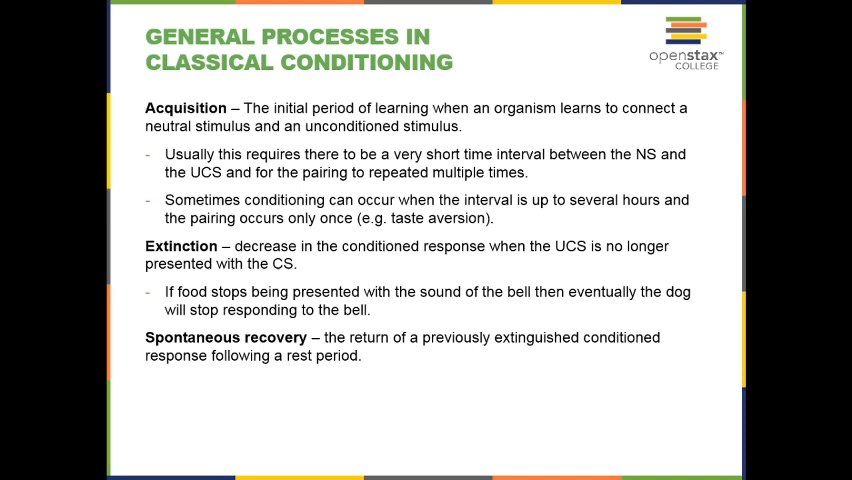 GENERAL PROCESSES IN
CLASSICAL CONDITIONING
openstax™
COLLEGE
Acquisition – The initial period of learning when an organism learns to connect a
neutral stimulus and an unconditioned stimulus.
- Usually this requires there to be a very short time interval between the NS and
the UCS and for the pairing to repeated multiple times.
- Sometimes conditioning can occur when the interval is up to several hours and
the pairing occurs only once (e.g. taste aversion).
Extinction – decrease in the conditioned response when the UCS is no longer
presented with the CS.
- If food stops being presented with the sound of the bell then eventually the dog
will stop responding to the bell.
Spontaneous recovery – the return of a previously extinguished conditioned
response following a rest period.